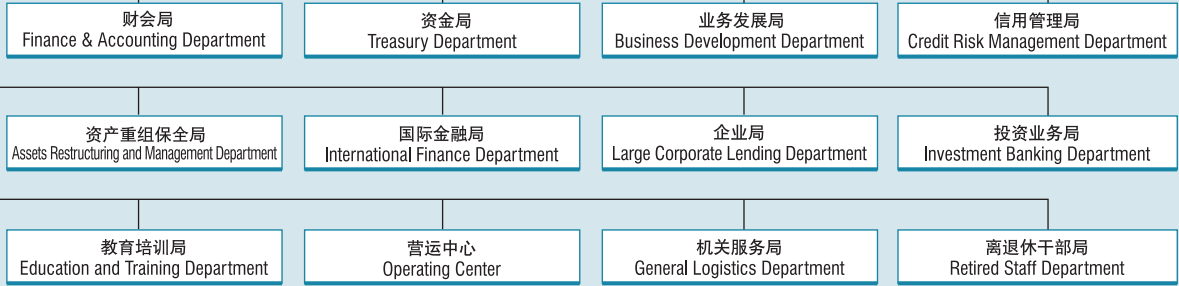 财会局
Finance & Accounting Department
资金局
Treasury Department
业务发展局
Business Development Department
信用管理局
Credit Risk Management Department
资产重组保全局
Assets Restructuring and Management Department
国际金融局
International Finance Department
企业局
Large Corporate Lending Department
投资业务局
Investment Banking Department
教育培训局
Education and Training Department
营运中心
Operating Center
机关服务局
General Logistics Department
离退休干部局
Retired Staff Department